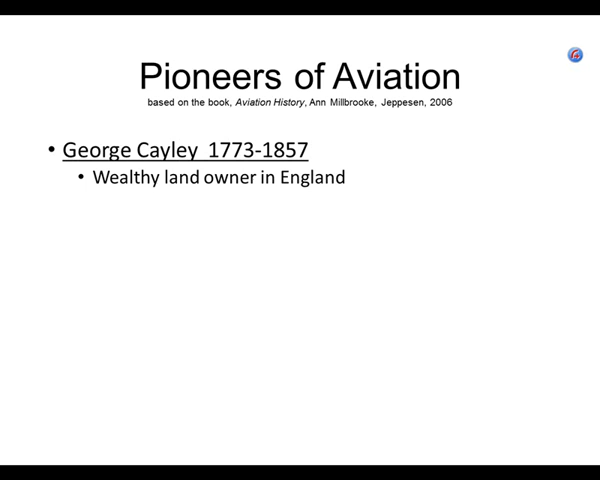 Pioneers of Aviation
based on the book, Aviation History, Ann Millbrooke, Jeppesen, 2006
• George Cayley  1773-1857
• Wealthy land owner in England